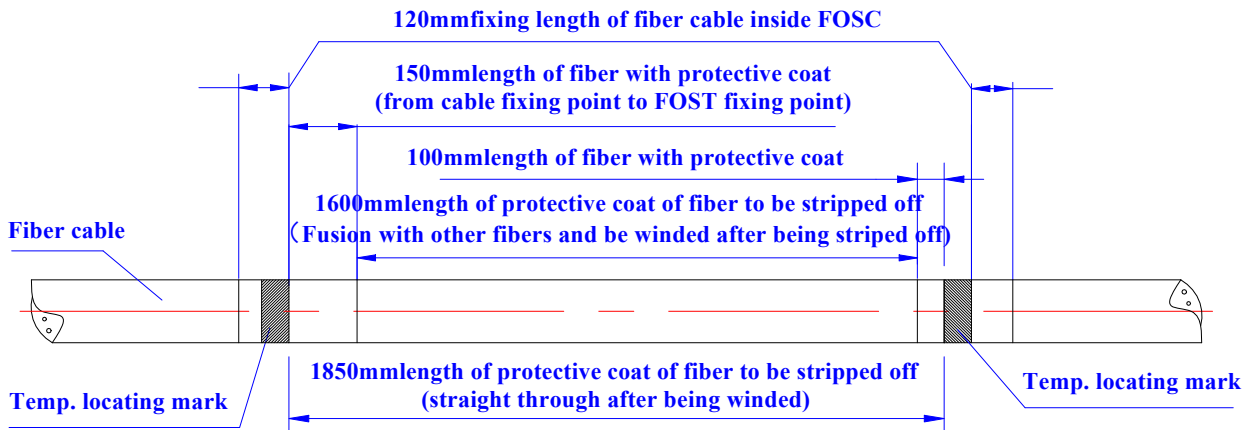 120mmfixing length of fiber cable inside FOSC
150mmlength of fiber with protective coat
(from cable fixing point to FOST fixing point)
100mmlength of fiber with protective coat
1600mmlength of protective coat of fiber to be stripped off
（Fusion with other fibers and be winded after being striped off)
Fiber cable
1850mmlength of protective coat of fiber to be stripped off
(straight through after being winded)
Temp. locating mark
Temp. locating mark